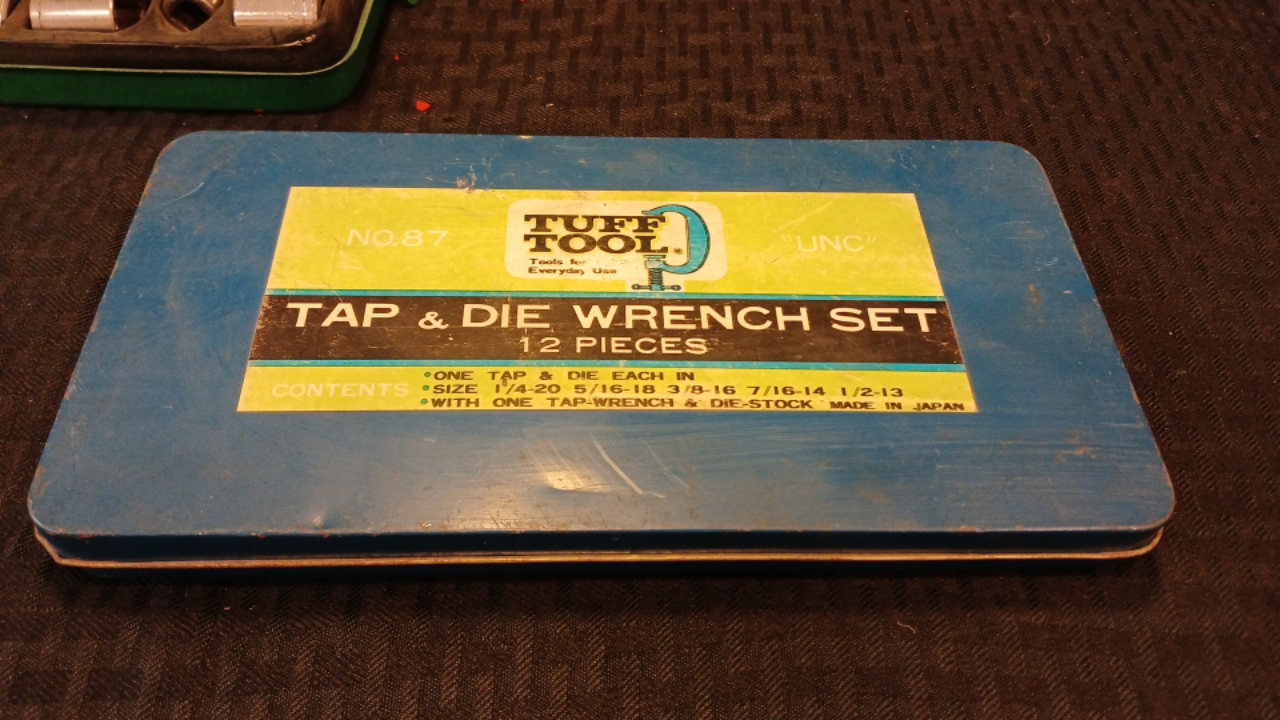 NO.87
TUFF
TOOL
Tools for
Everyday Use
"UNC"
TAP & DIE WRENCH SET
12 PIECES
CONTENTS
ONE TAP & DIE EACH IN
SIZE 1/4-20 5/16-18 3/8-16 7/16-14 1/2-13
WITH ONE TAP-WRENCH & DIE-STOCK MADE IN JAPAN